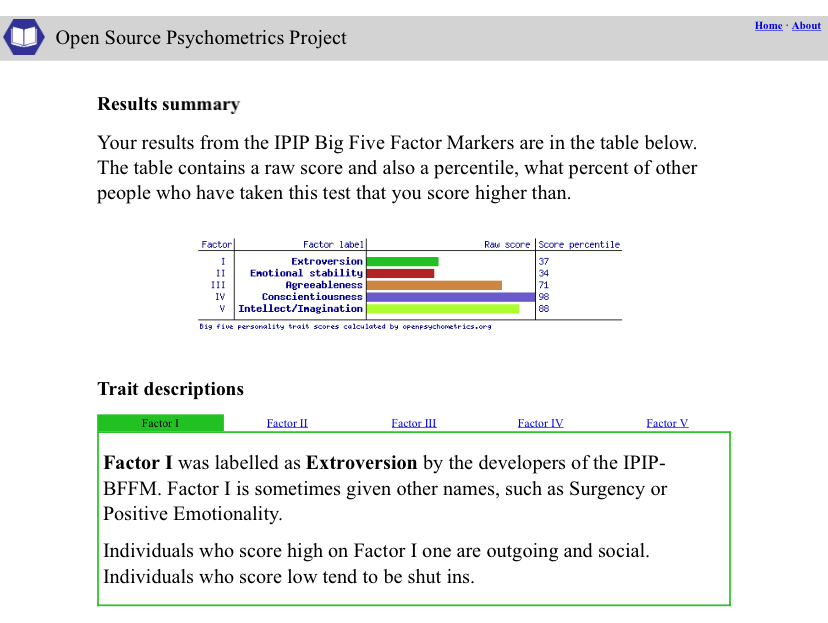 Open Source Psychometrics Project
Home · About
Results summary
Your results from the IPIP Big Five Factor Markers are in the table below.
The table contains a raw score and also a percentile, what percent of other
people who have taken this test that you score higher than.
Factor Factor label Raw score Score percentile
I Extroversion 37
II Emotional stability 34
III Agreeableness 71
IV Conscientiousness 98
V Intellect/Imagination 88
Big five personality trait scores calculated by openpsychometrics.org
Trait descriptions
Factor I Factor II Factor III Factor IV Factor V
Factor I was labelled as Extroversion by the developers of the IPIP-
BFFM. Factor I is sometimes given other names, such as Surgency or
Positive Emotionality.
Individuals who score high on Factor I one are outgoing and social.
Individuals who score low tend to be shut ins.